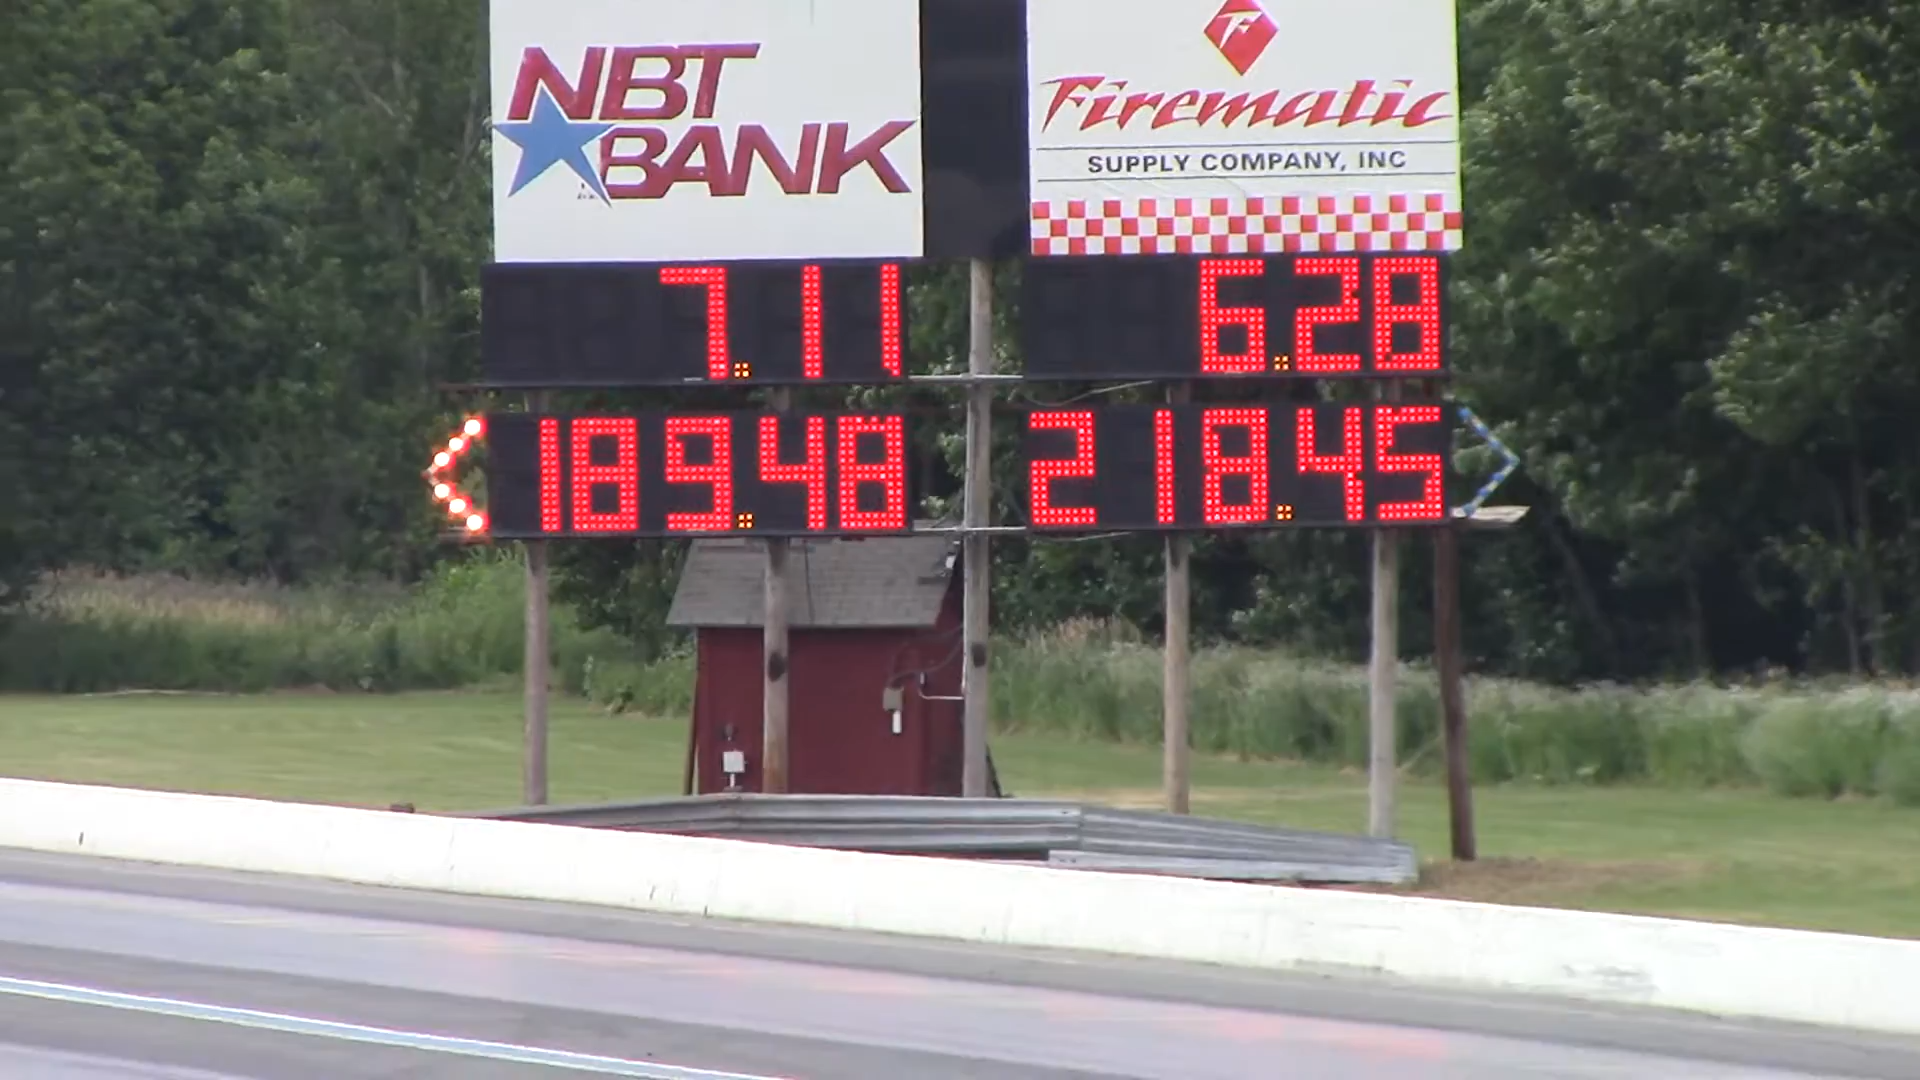 NBT
BANK
F
Firematic
SUPPLY COMPANY, INC
7.11
6.28
189.48
218.45